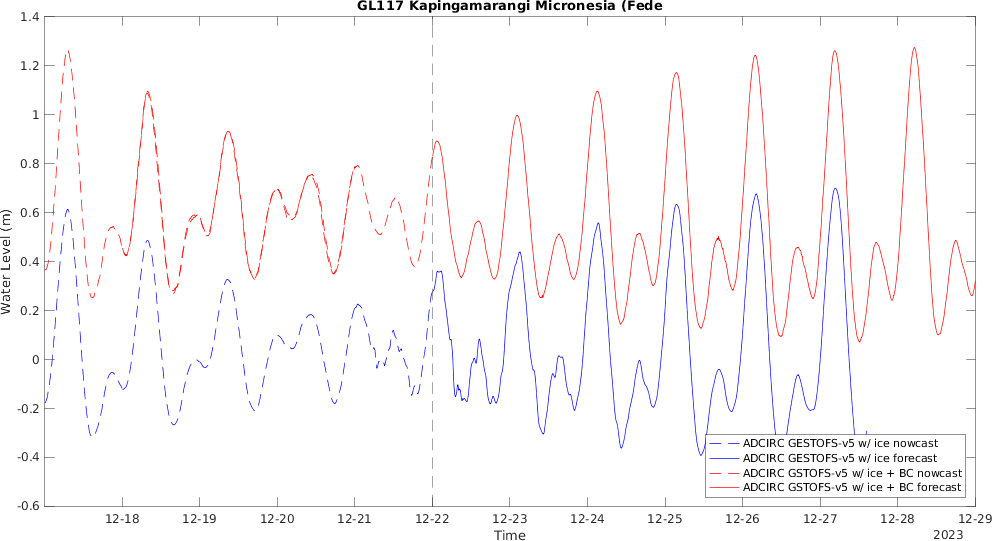 GL117 Kapingamarangi Micronesia (Fede
1.4
1.2
1
0.8
0.6
0.4
0.2
0
-0.2
-0.4
-0.6
Water Level (m)
ADCIRC GESTOFS-v5 w/ ice nowcast
ADCIRC GESTOFS-v5 w/ ice forecast
ADCIRC GSTOFS-v5 w/ ice + BC nowcast
ADCIRC GSTOFS-v5 w/ ice + BC forecast
12-18 12-19 12-20 12-21 12-22 12-23 12-24 12-25 12-26 12-27 12-28 12-29
Time
2023